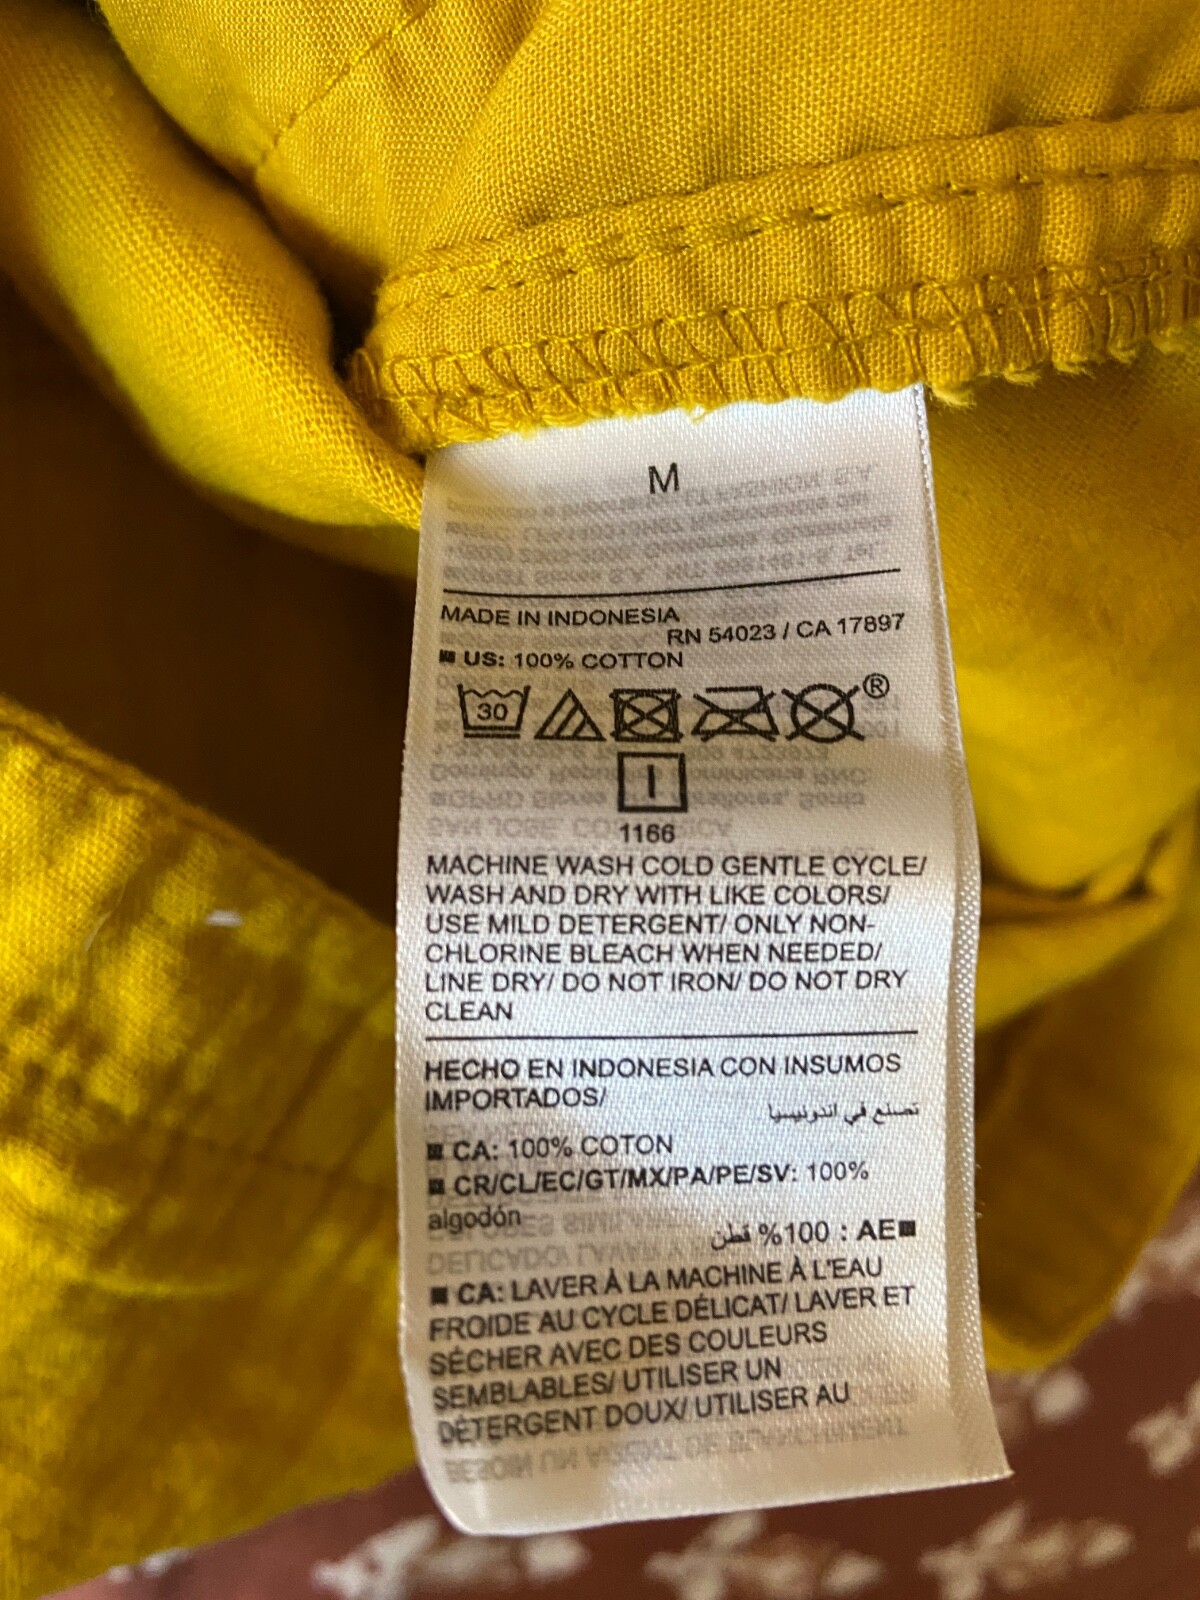 M
MADE IN INDONESIA
RN 54023 / CA 17897
US: 100% COTTON
30
®
I
1166
MACHINE WASH COLD GENTLE CYCLE/
WASH AND DRY WITH LIKE COLORS/
USE MILD DETERGENT/ ONLY NON-
CHLORINE BLEACH WHEN NEEDED/
LINE DRY/ DO NOT IRON/ DO NOT DRY
CLEAN
HECHO EN INDONESIA CON INSUMOS
IMPORTADOS/
تصنع في اندونيسيا
CA: 100% COTON
CR/CL/EC/GT/MX/PA/PE/SV: 100%
algodón
AE : 100% قطن
CA: LAVER À LA MACHINE À L'EAU
FROIDE AU CYCLE DÉLICAT/ LAVER ET
SÉCHER AVEC DES COULEURS
SEMBLABLES/ UTILISER UN
DÉTERGENT DOUX/ UTILISER AU